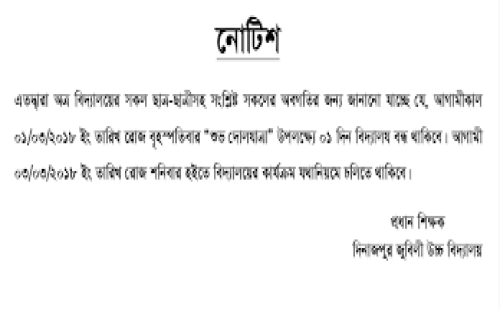 নোটিশ
এতদ্বারা অত্র বিদ্যালয়ের সকল ছাত্র-ছাত্রীসহ সংশ্লিষ্ট সকলের অবগতির জন্য জানানো যাচ্ছে যে, আগামীকাল
০১/০৩/২০১৮ ইং তারিখ রোজ বৃহস্পতিবার "শুভ দোলযাত্রা" উপলক্ষ্যে ০১ দিন বিদ্যালয় বন্ধ থাকিবে। আগামী
০৩/০৩/২০১৮ ইং তারিখ রোজ শনিবার হইতে বিদ্যালয়ের কার্যক্রম যথানিয়মে চলিতে থাকিবে।
প্রধান শিক্ষক
দিনাজপুর জুবিলী উচ্চ বিদ্যালয়